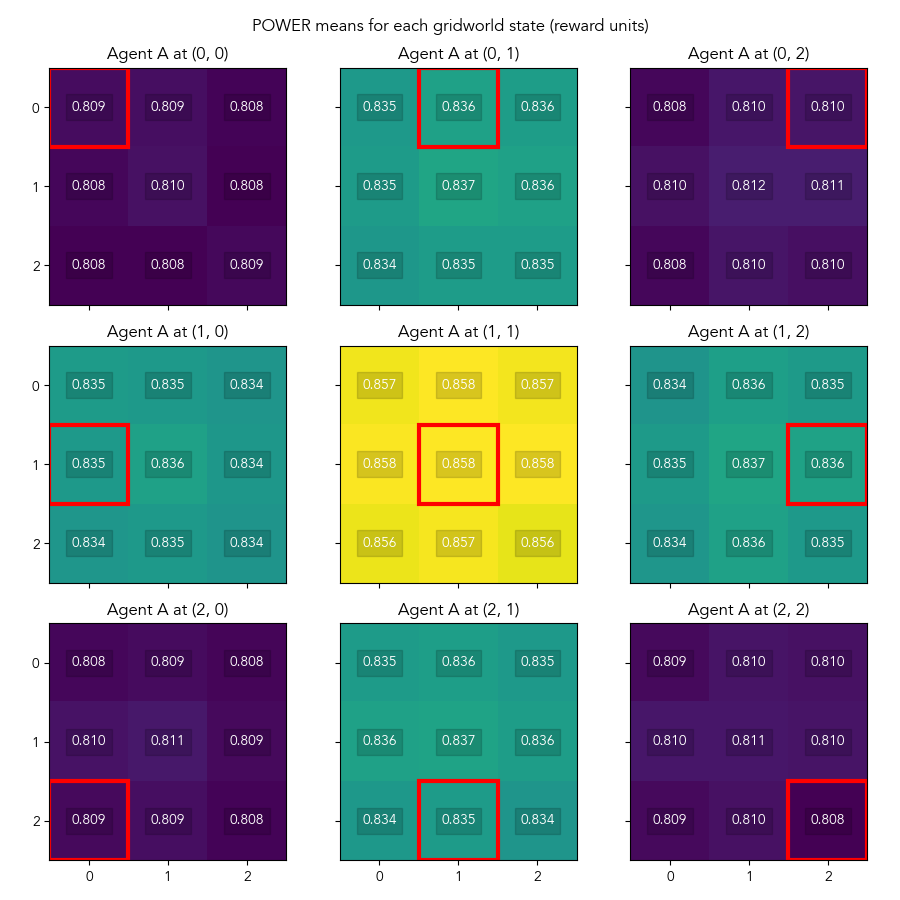 POWER means for each gridworld state (reward units)
Agent A at (0, 0) Agent A at (0, 1) Agent A at (0, 2)
0 0.809 0.809 0.808 0.835 0.836 0.836 0.808 0.810 0.810
1 0.808 0.810 0.808 0.835 0.837 0.836 0.810 0.812 0.811
2 0.808 0.808 0.809 0.834 0.835 0.835 0.808 0.810 0.810
Agent A at (1, 0) Agent A at (1, 1) Agent A at (1, 2)
0 0.835 0.835 0.834 0.857 0.858 0.857 0.834 0.836 0.835
1 0.835 0.836 0.834 0.858 0.858 0.858 0.835 0.837 0.836
2 0.834 0.835 0.834 0.856 0.857 0.856 0.834 0.836 0.835
Agent A at (2, 0) Agent A at (2, 1) Agent A at (2, 2)
0 0.808 0.809 0.808 0.835 0.836 0.835 0.809 0.810 0.810
1 0.810 0.811 0.809 0.836 0.837 0.836 0.810 0.811 0.810
2 0.809 0.809 0.808 0.834 0.835 0.834 0.809 0.810 0.808
0 1 2 0 1 2 0 1 2